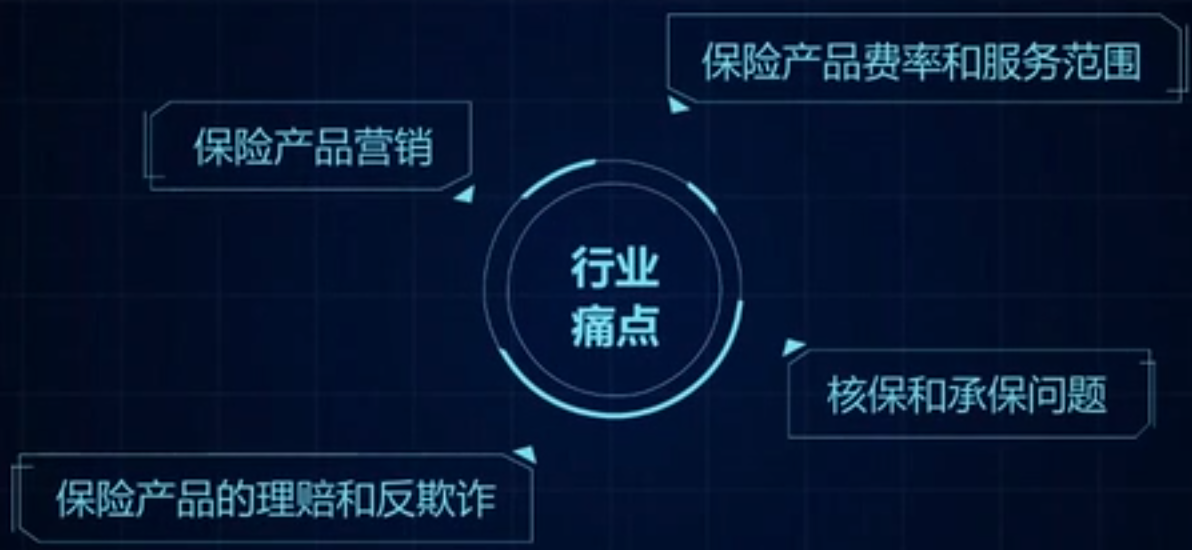 保险产品费率和服务范围
保险产品营销
行业
痛点
核保和承保问题
保险产品的理赔和反欺诈